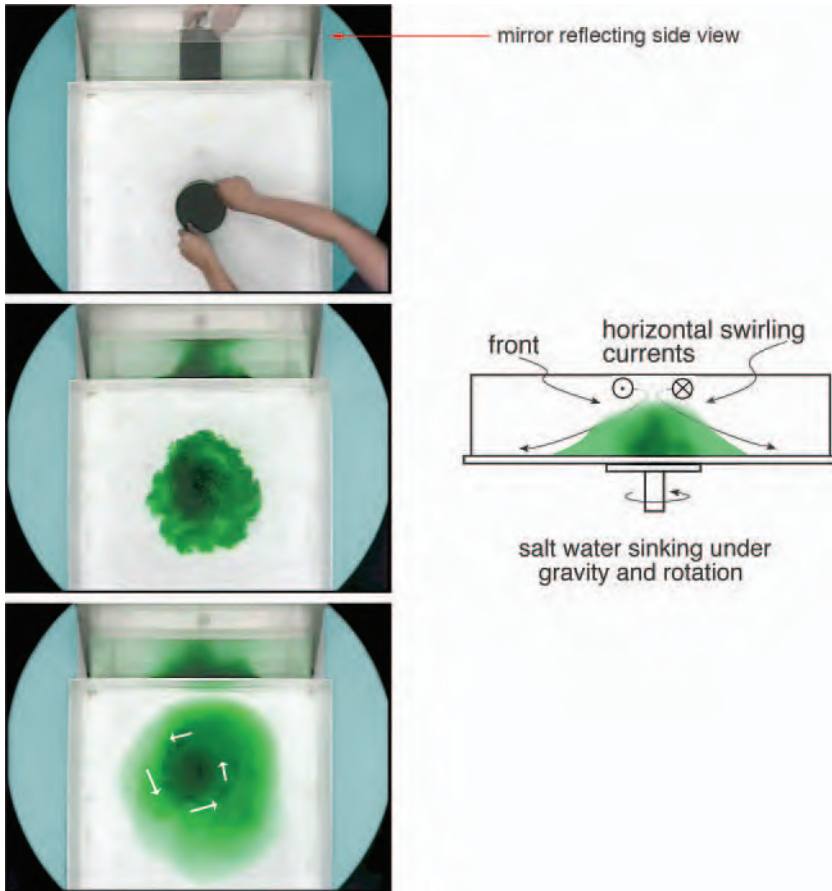 mirror reflecting side view
front
horizontal swirling
currents
salt water sinking under
gravity and rotation